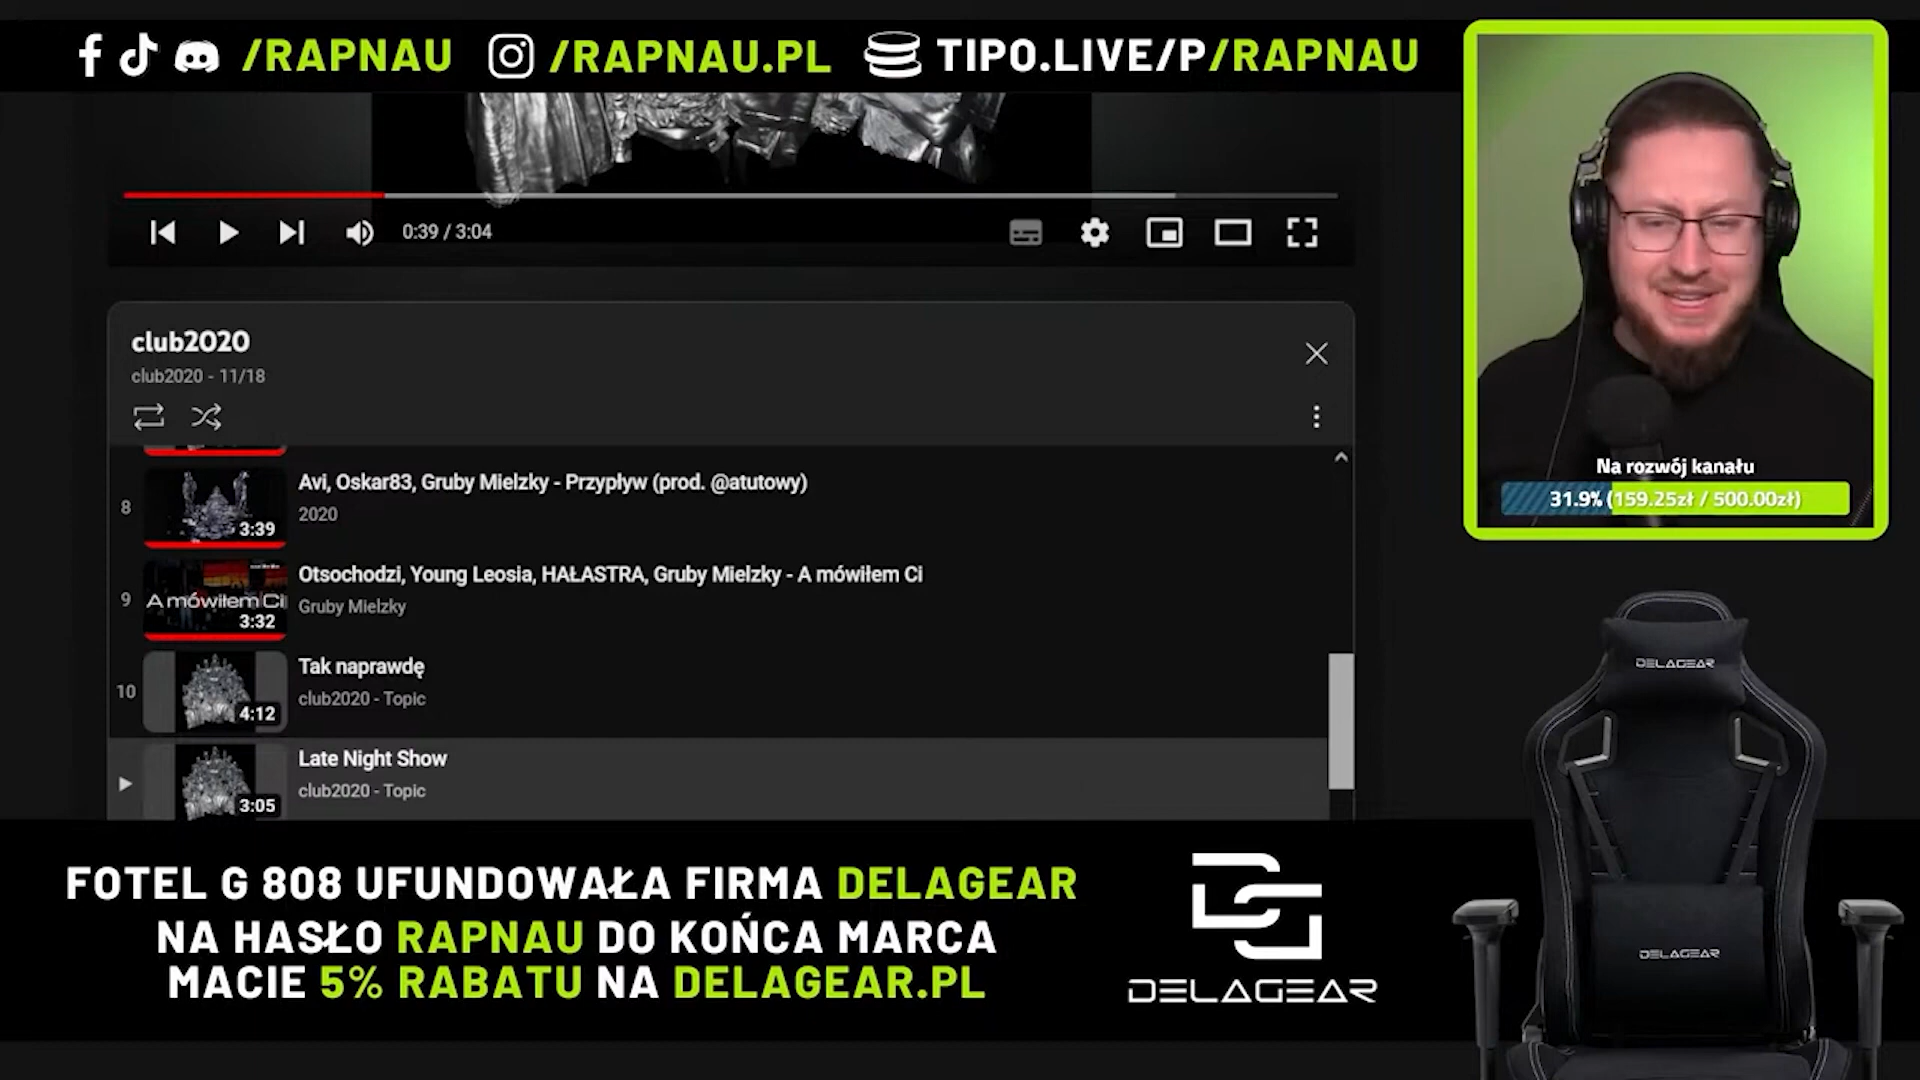 /RAPNAU /RAPNAU.PL TIPO.LIVE/P/RAPNAU
0:39 / 3:04
club2020
club2020 - 11/18
8
3:39
Avi, Oskar83, Gruby Mielzky - Przypływ (prod. @atutowy)
2020
9
A mówiłem Ci
3:32
Otsochodzi, Young Leosia, HAŁASTRA, Gruby Mielzky - A mówiłem Ci
Gruby Mielzky
10
4:12
Tak naprawdę
club2020 - Topic
3:05
Late Night Show
club2020 - Topic
Na rozwój kanału
31.9% (159.25zł / 500.00zł)
FOTEL G 808 UFUNDOWAŁA FIRMA DELAGEAR
NA HASŁO RAPNAU DO KOŃCA MARCA
MACIE 5% RABATU NA DELAGEAR.PL
DELAGEAR
DELAGEAR
DELAGEAR